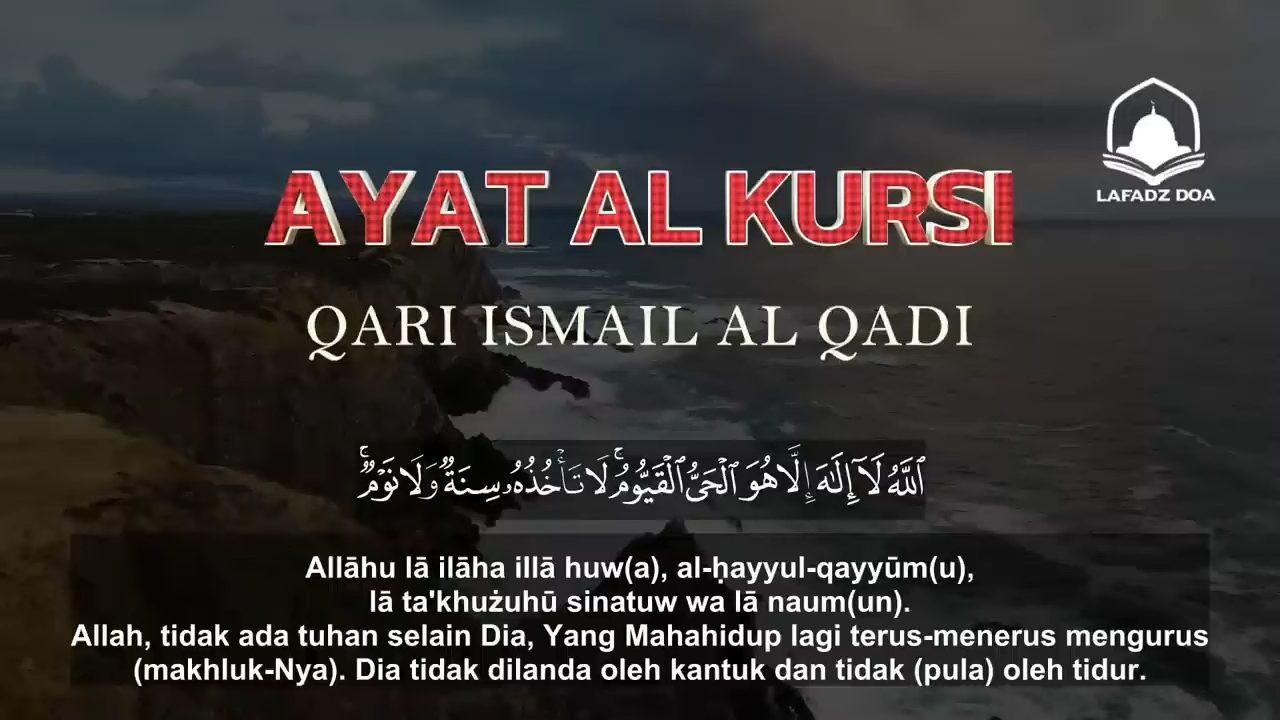 LAFADZ DOA
AYAT AL KURSI
QARI ISMAIL AL QADI
ٱللَّهُ لَآ إِلَٰهَ إِلَّا هُوَ ٱلْحَىُّ ٱلْقَيُّومُ ۚ لَا تَأْخُذُهُۥ سِنَةٌ وَلَا نَوْمٌ ۚ
Allāhu lā ilāha illā huw(a), al-ḥayyul-qayyūm(u),
lā ta'khużuhū sinatuw wa lā naum(un).
Allah, tidak ada tuhan selain Dia, Yang Mahahidup lagi terus-menerus mengurus
(makhluk-Nya). Dia tidak dilanda oleh kantuk dan tidak (pula) oleh tidur.